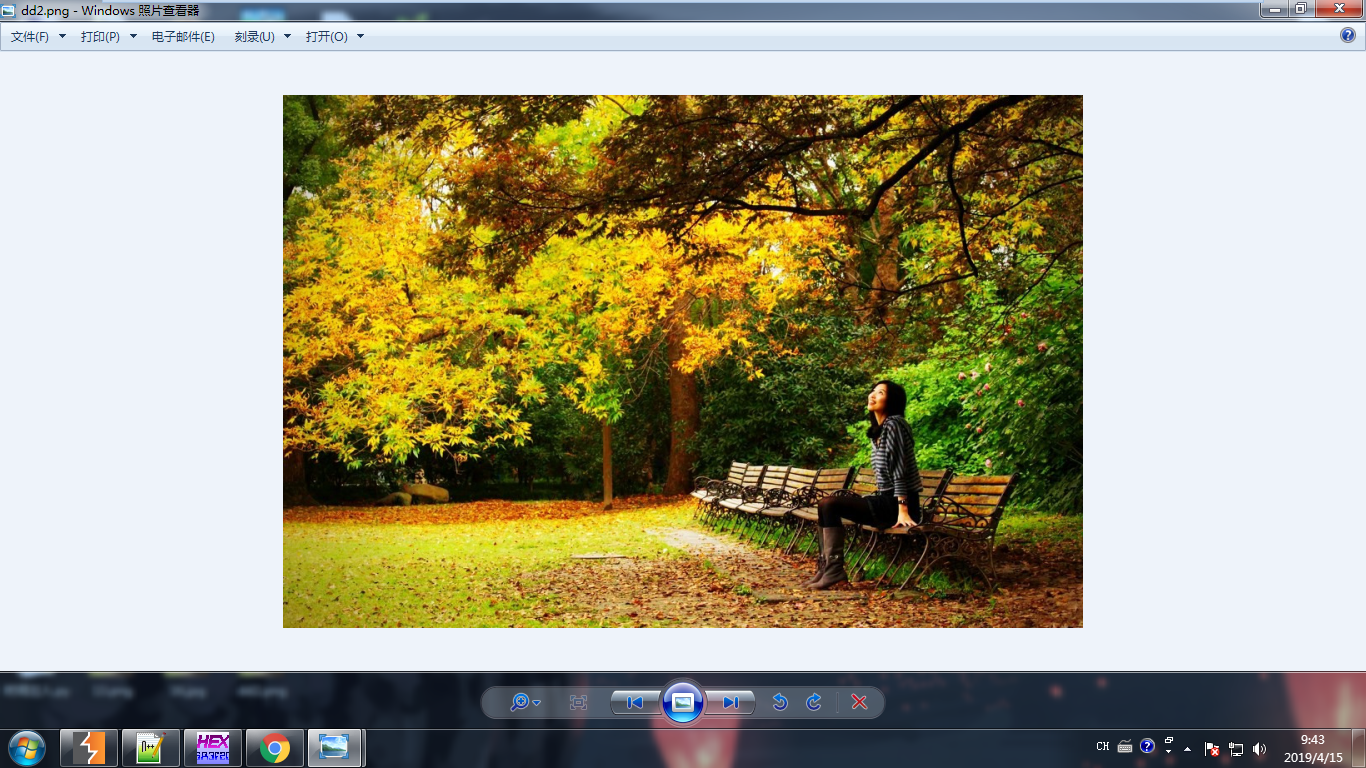 dd2.png - Windows 照片查看器
文件(F) 打印(P) 电子邮件(E) 刻录(U) 打开(O)
?
N++
HEX
CH ?
9:43
2019/4/15